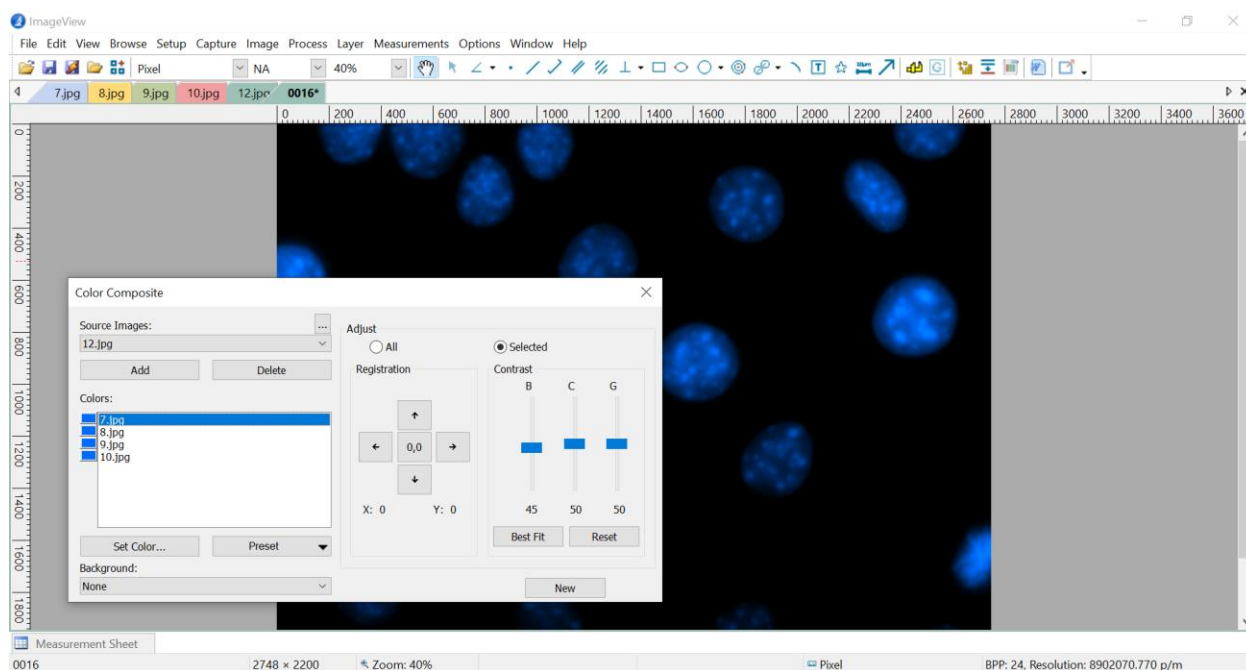 ImageView
File Edit View Browse Setup Capture Image Process Layer Measurements Options Window Help
Pixel NA 40%
7.jpg 8.jpg 9.jpg 10.jpg 12.jpg 0016*
0 200 400 600 800 1000 1200 1400 1600 1800 2000 2200 2400 2600 2800 3000 3200 3400 3600
0
200
400
600
800
1000
1200
1400
1600
1800
Color Composite
Source Images: ...
12.jpg
Add Delete
Colors:
7.jpg
8.jpg
9.jpg
10.jpg
Set Color... Preset
Background:
None
Adjust
All Selected
Registration
0,0
X: 0 Y: 0
Contrast
B C G
45 50 50
Best Fit Reset
New
Measurement Sheet
0016 2748 × 2200 Zoom: 40% Pixel BPP: 24, Resolution: 8902070.770 p/m